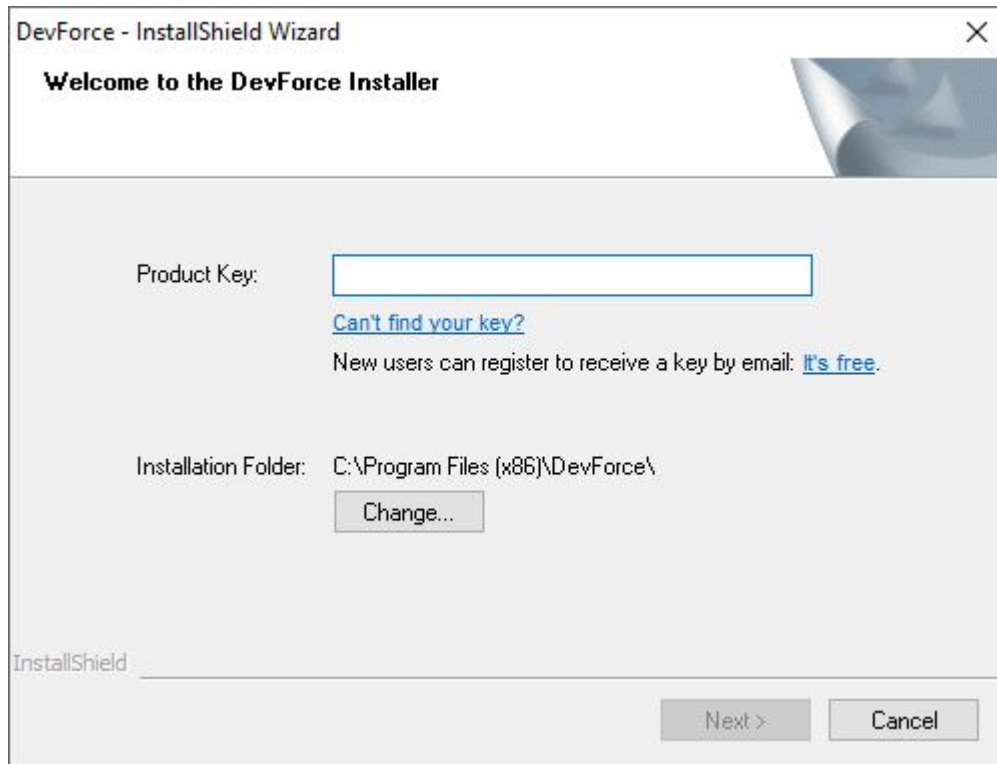 DevForce - InstallShield Wizard
Welcome to the DevForce Installer
Product Key:
Can't find your key?
New users can register to receive a key by email: It's free.
Installation Folder: C:\Program Files (x86)\DevForce\
Change...
InstallShield
Next > Cancel